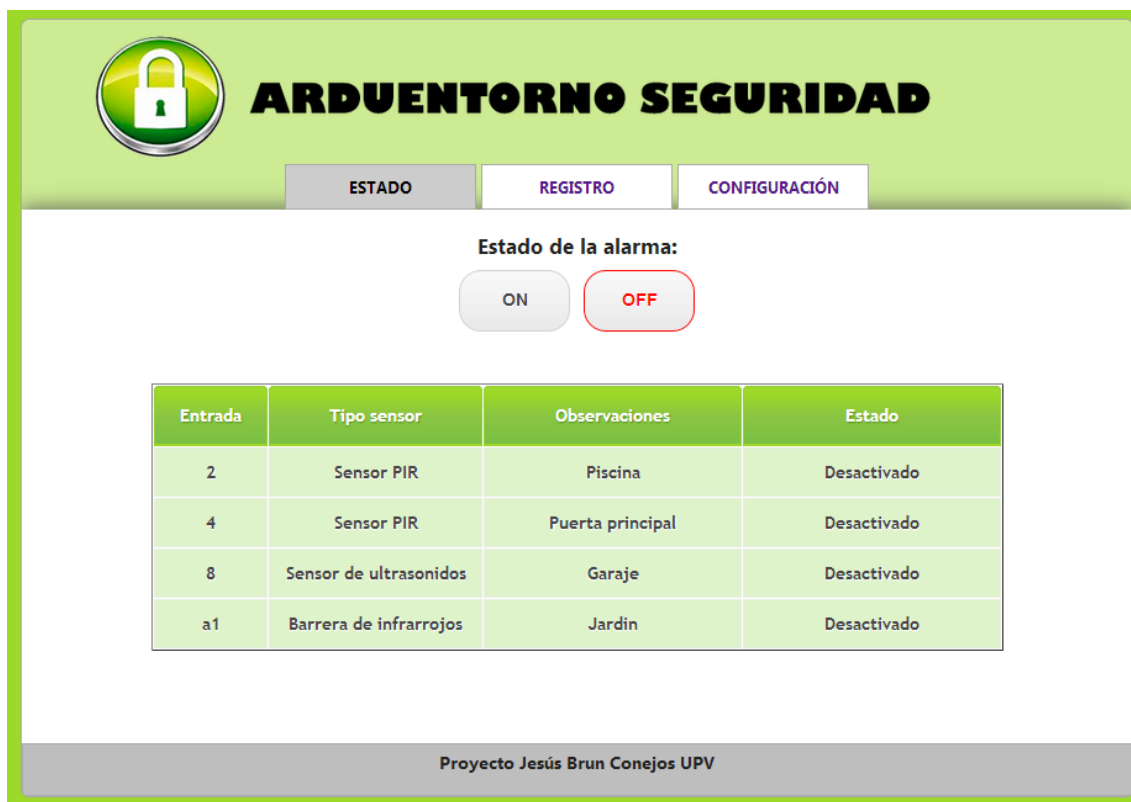 ARDUENTORNO SEGURIDAD
ESTADO REGISTRO CONFIGURACIÓN
Estado de la alarma:
ON OFF
Entrada Tipo sensor Observaciones Estado
2 Sensor PIR Piscina Desactivado
4 Sensor PIR Puerta principal Desactivado
8 Sensor de ultrasonidos Garaje Desactivado
a1 Barrera de infrarrojos Jardin Desactivado
Proyecto Jesús Brun Conejos UPV